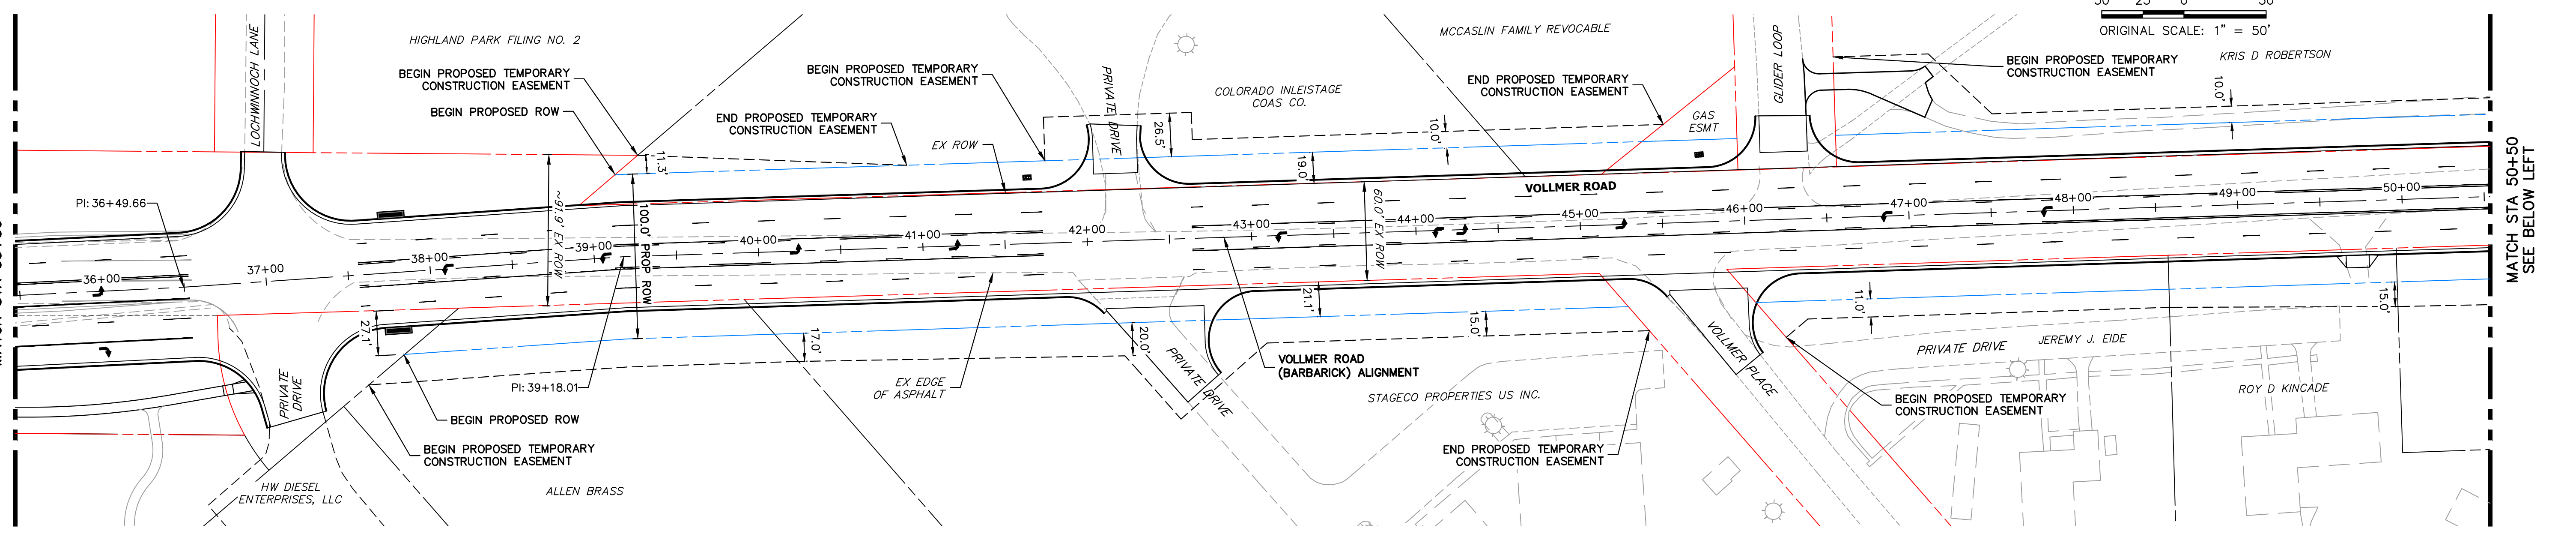 LOCHWINNOCH LANE
HIGHLAND PARK FILING NO. 2
BEGIN PROPOSED TEMPORARY
CONSTRUCTION EASEMENT
BEGIN PROPOSED ROW
END PROPOSED TEMPORARY
CONSTRUCTION EASEMENT
BEGIN PROPOSED TEMPORARY
CONSTRUCTION EASEMENT
EX ROW
PRIVATE DRIVE
26.5'
COLORADO INLEISTAGE
COAS CO.
MCCASLIN FAMILY REVOCABLE
END PROPOSED TEMPORARY
CONSTRUCTION EASEMENT
10.0'
19.0'
GAS
ESMT
GLIDER LOOP
ORIGINAL SCALE: 1" = 50'
BEGIN PROPOSED TEMPORARY
CONSTRUCTION EASEMENT
KRIS D ROBERTSON
10.0'
MATCH STA 50+50
SEE BELOW LEFT
PI: 36+49.66
11.3'
~91.9' EX ROW
100.0' PROP ROW
60.0' EX ROW
VOLLMER ROAD
36+00
37+00
38+00
39+00
40+00
41+00
42+00
43+00
44+00
45+00
46+00
47+00
48+00
49+00
50+00
27.1'
17.0'
20.0'
21.1'
15.0'
11.0'
15.0'
PRIVATE
DRIVE
PI: 39+18.01
BEGIN PROPOSED ROW
BEGIN PROPOSED TEMPORARY
CONSTRUCTION EASEMENT
HW DIESEL
ENTERPRISES, LLC
ALLEN BRASS
EX EDGE
OF ASPHALT
PRIVATE DRIVE
VOLLMER ROAD
(BARBARICK) ALIGNMENT
STAGECO PROPERTIES US INC.
END PROPOSED TEMPORARY
CONSTRUCTION EASEMENT
VOLLMER PLACE
PRIVATE DRIVE
JEREMY J. EIDE
BEGIN PROPOSED TEMPORARY
CONSTRUCTION EASEMENT
ROY D KINCADE